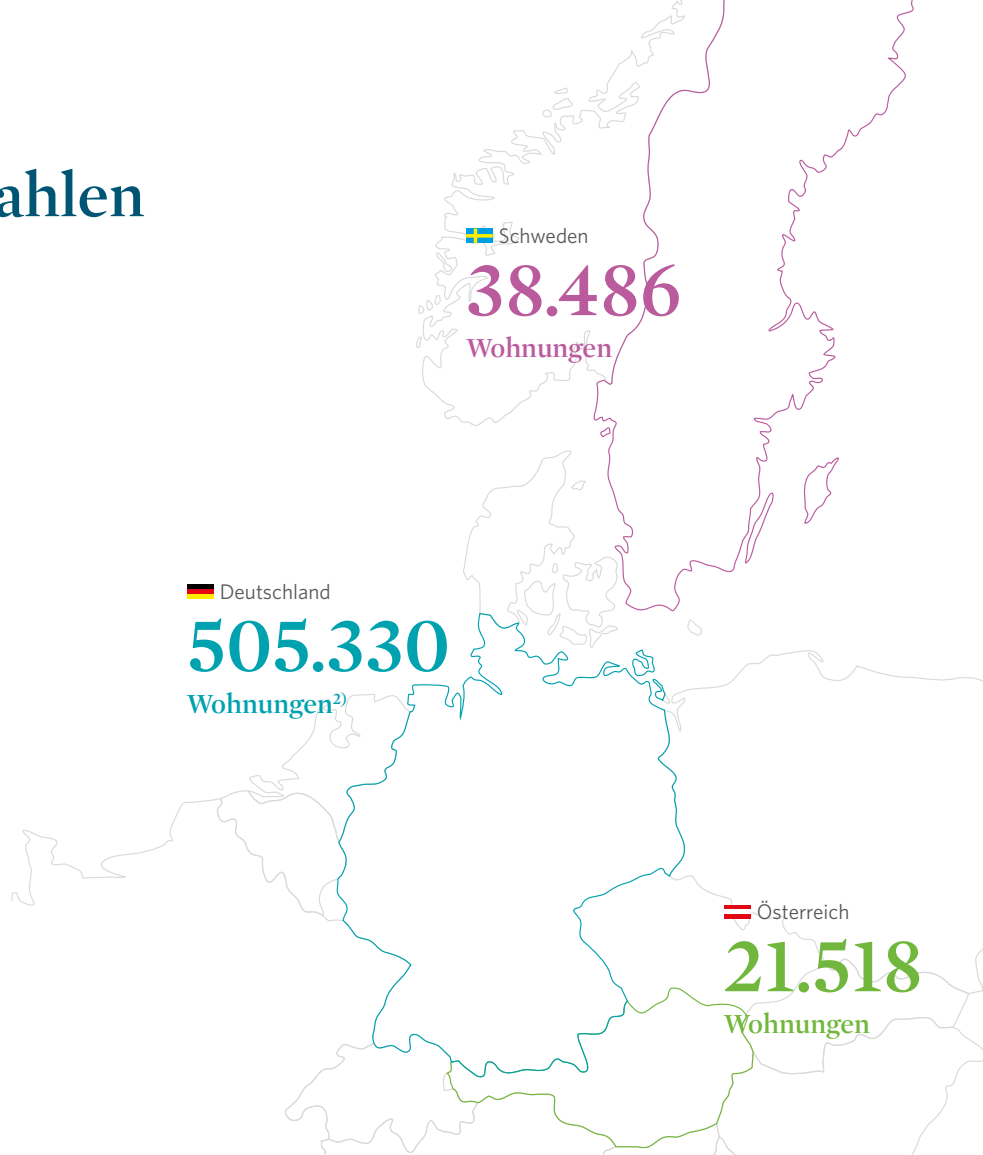 ahlen
Schweden
38.486
Wohnungen
Deutschland
505.330
Wohnungen²⁾
Österreich
21.518
Wohnungen